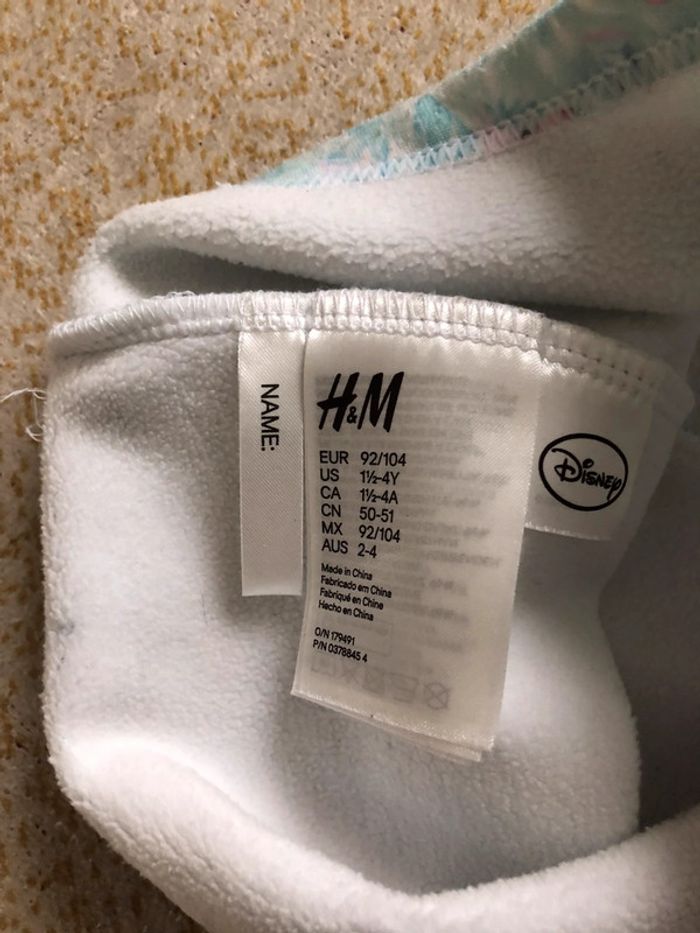 NAME:
H&M
EUR 92/104
US 1½-4Y
CA 1½-4A
CN 50-51
MX 92/104
AUS 2-4
Made in China
Fabricado em China
Fabriqué en Chine
Hecho en China
O/N 179491
P/N 0378845 4
Disney